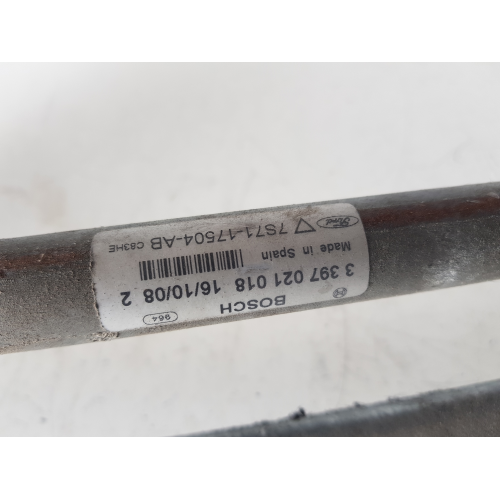 BOSCH 964
3 397 021 018 16/10/08 2
Made in Spain
Ford 7S71-17504-AB C83HE